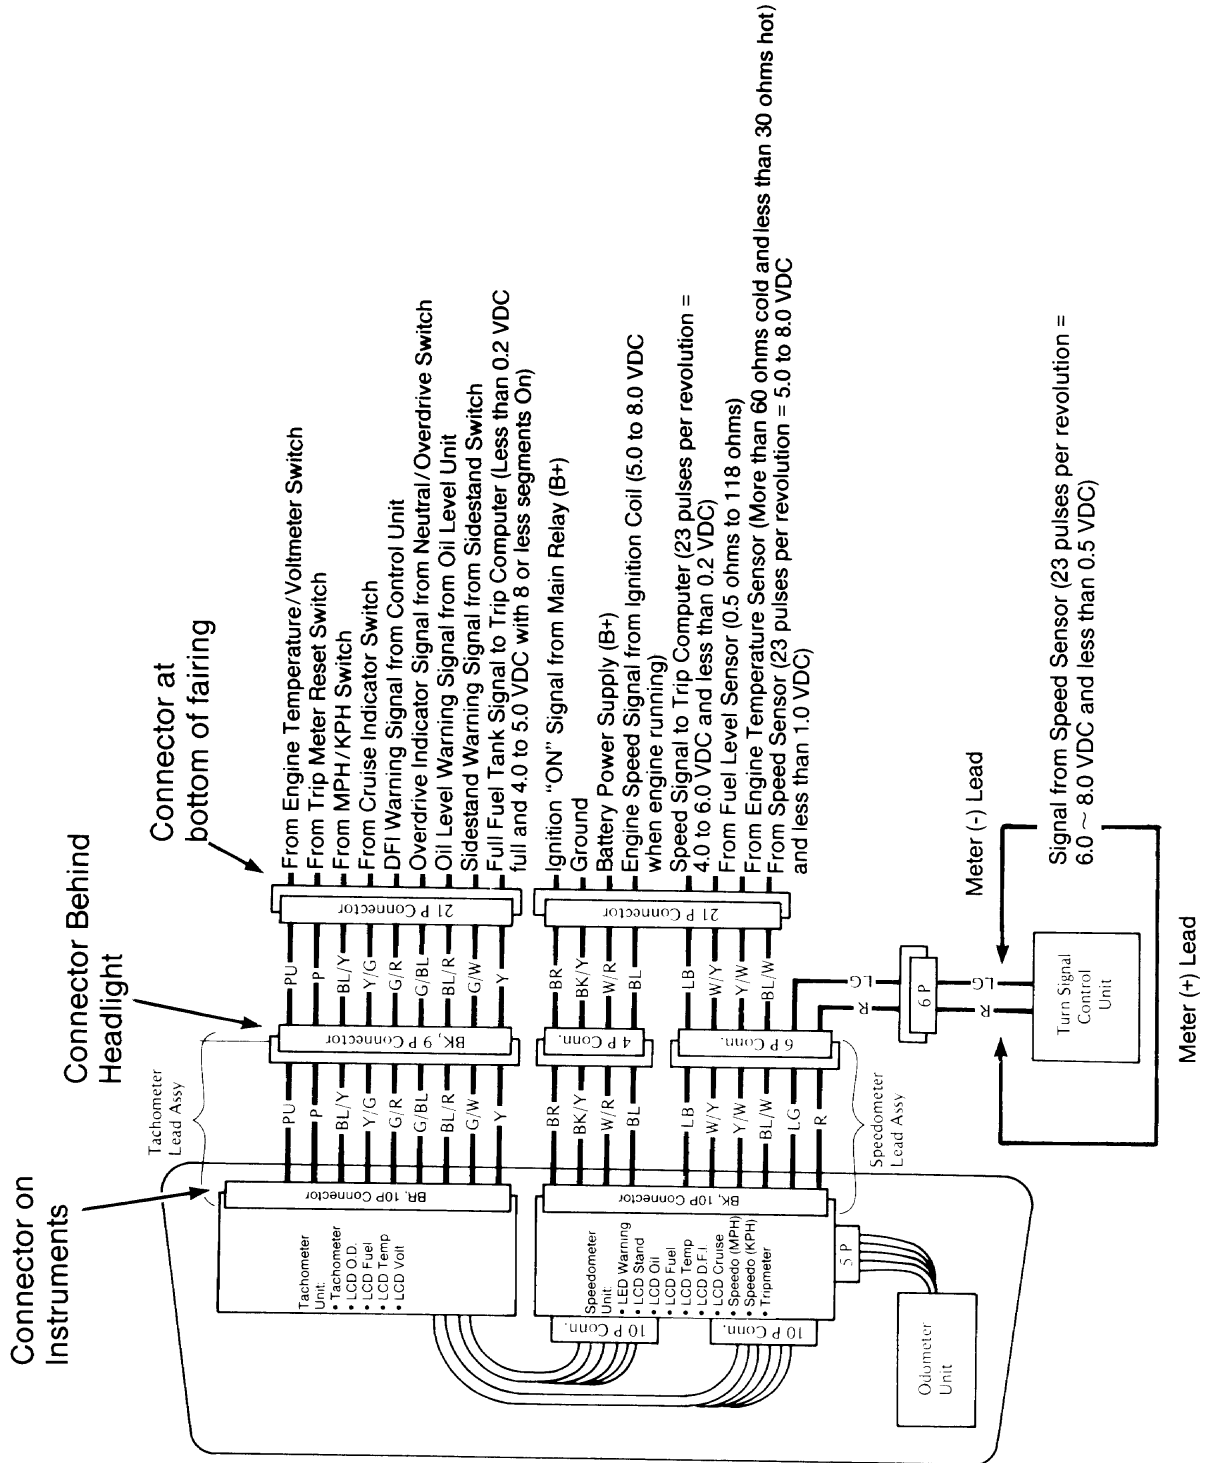 Connector on
Instruments
Connector Behind
Headlight
Connector at
bottom of fairing
Tachometer
Lead Assy
BR, 10P Connector
PU
P
BL/Y
Y/G
G/R
G/BL
BL/R
G/W
Y
BK, 9 P Connector
PU
P
BL/Y
Y/G
G/R
G/BL
BL/R
G/W
Y
21 P Connector
From Engine Temperature/Voltmeter Switch
From Trip Meter Reset Switch
From MPH/KPH Switch
From Cruise Indicator Switch
DFI Warning Signal from Control Unit
Overdrive Indicator Signal from Neutral/Overdrive Switch
Oil Level Warning Signal from Oil Level Unit
Sidestand Warning Signal from Sidestand Switch
Full Fuel Tank Signal to Trip Computer (Less than 0.2 VDC
full and 4.0 to 5.0 VDC with 8 or less segments On)
Tachometer
Unit:
• Tachometer
• LCD O.D.
• LCD Fuel
• LCD Temp
• LCD Volt
BK, 10P Connector
BR
BK/Y
W/R
BL
LB
W/Y
Y/W
BL/W
LG
R
4 P Conn.
6 P Conn.
BR
BK/Y
W/R
BL
LB
W/Y
Y/W
BL/W
21 P Connector
Ignition "ON" Signal from Main Relay (B+)
Ground
Battery Power Supply (B+)
Engine Speed Signal from Ignition Coil (5.0 to 8.0 VDC
when engine running)
Speed Signal to Trip Computer (23 pulses per revolution =
4.0 to 6.0 VDC and less than 0.2 VDC)
From Fuel Level Sensor (0.5 ohms to 118 ohms)
From Engine Temperature Sensor (More than 60 ohms cold and less than 30 ohms hot)
From Speed Sensor (23 pulses per revolution = 5.0 to 8.0 VDC
and less than 1.0 VDC)
Speedometer
Unit:
• LED Warning
• LCD Stand
• LCD Oil
• LCD Fuel
• LCD Temp
• LCD D.F.I.
• LCD Cruise
• Speedo (MPH)
• Speedo (KPH)
• Tripmeter
10 P Conn.
10 P Conn.
5 P
Odometer
Unit
Speedometer
Lead Assy
LG
R
6 P
LG
R
Turn Signal
Control
Unit
Meter (-) Lead
Meter (+) Lead
Signal from Speed Sensor (23 pulses per revolution =
6.0 ~ 8.0 VDC and less than 0.5 VDC)